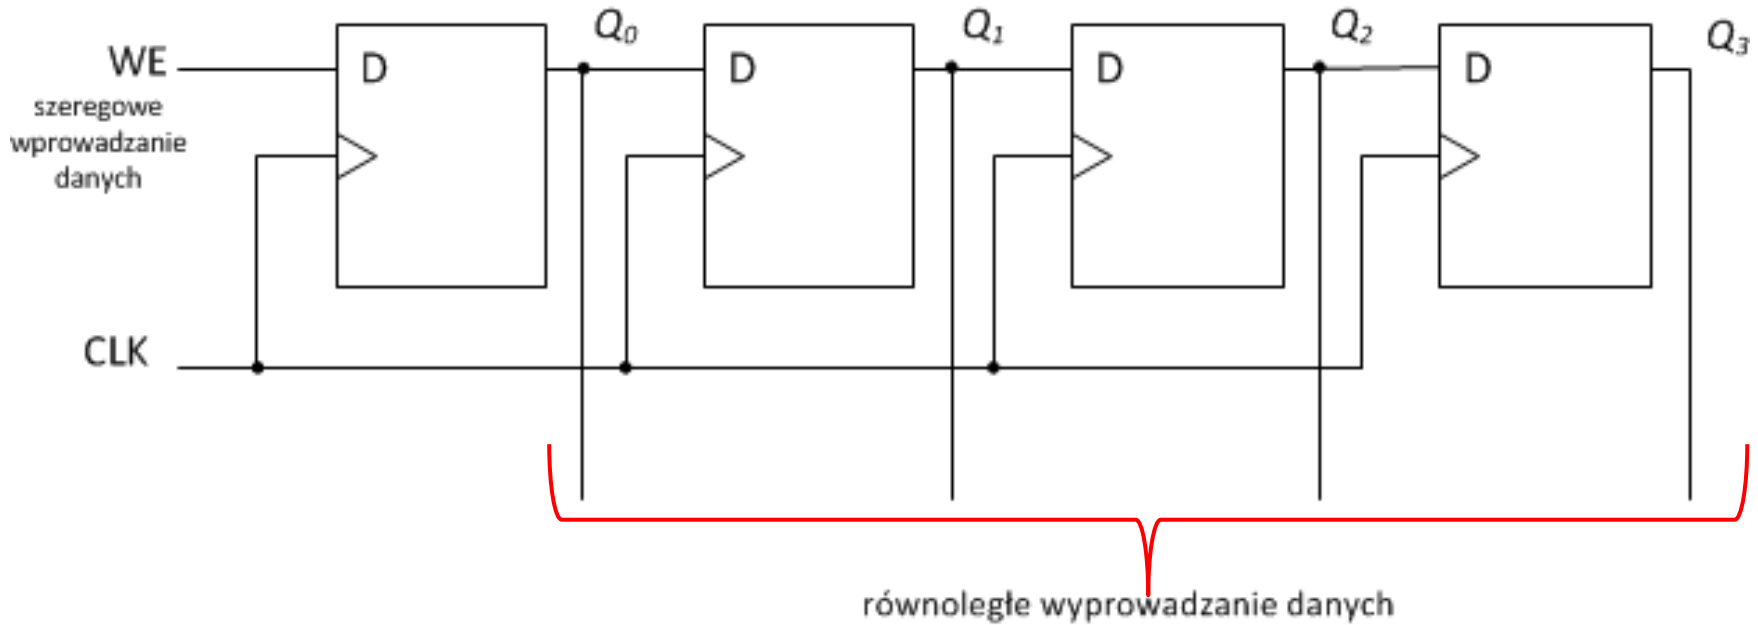 Q₀ Q₁ Q₂ Q₃
WE D D D D
szeregowe
wprowadzanie
danych
CLK
równoległe wyprowadzanie danych